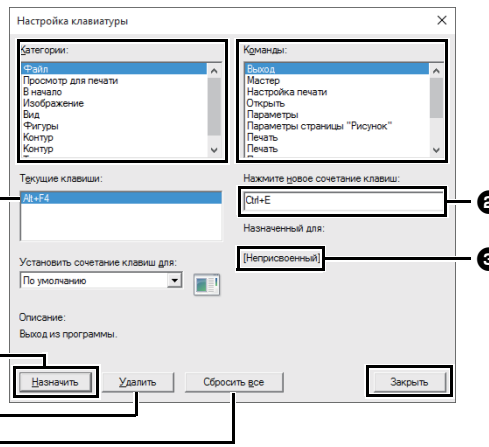 Настройка клавиатуры
Категории:
Файл
Просмотр для печати
В начало
Изображение
Вид
Фигуры
Контур
Контур
Команды:
Выход
Мастер
Настройка печати
Открыть
Параметры
Параметры страницы "Рисунок"
Печать
Печать
Текущие клавиши:
Alt+F4
Нажмите новое сочетание клавиш:
Ctrl+E
2
Назначенный для:
[Неприсвоенный]
3
Установить сочетание клавиш для:
По умолчанию
Описание:
Выход из программы.
Назначить
Удалить
Сбросить все
Закрыть